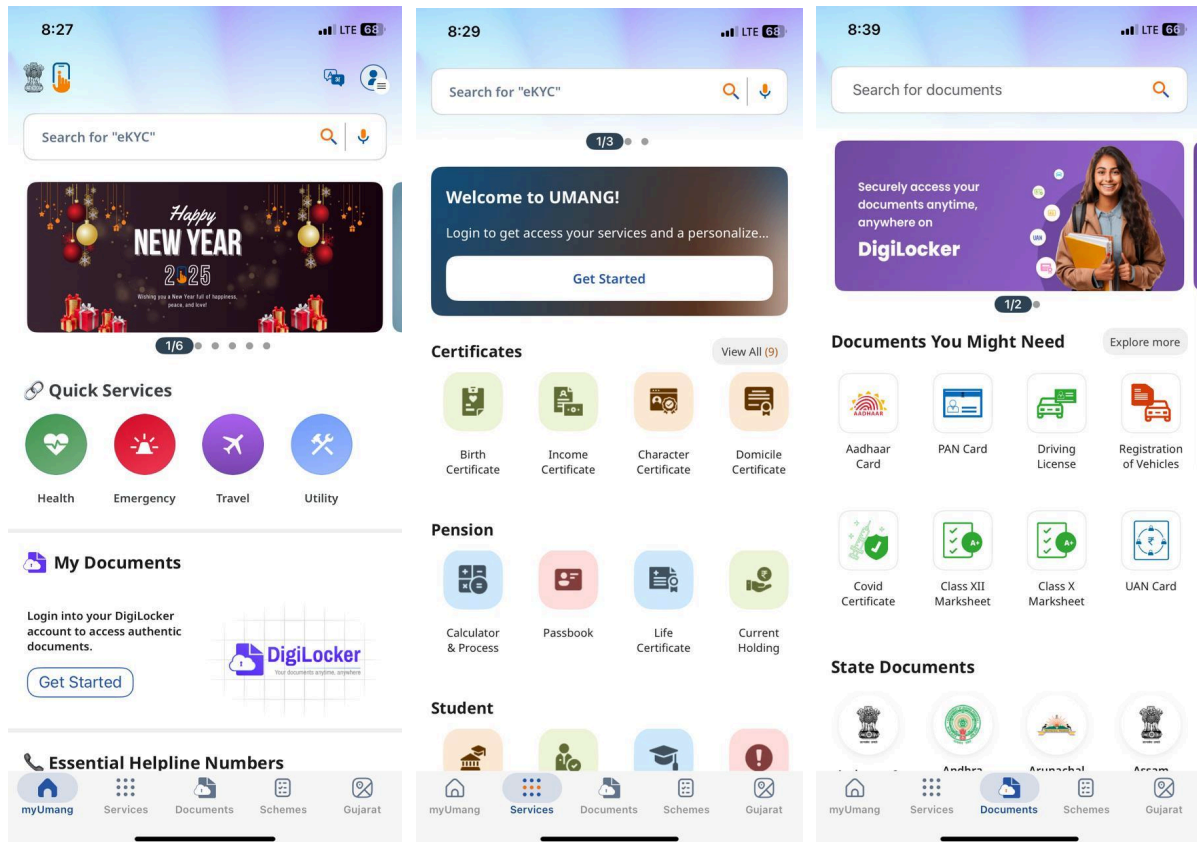 8:27
LTE 68
Search for "eKYC"
Happy
NEW YEAR
2025
Wishing you a New Year full of happiness,
peace, and love!
1/6
Quick Services
Health
Emergency
Travel
Utility
My Documents
Login into your DigiLocker
account to access authentic
documents.
Get Started
DigiLocker
Your documents anytime, anywhere
Essential Helpline Numbers
myUmang
Services
Documents
Schemes
Gujarat
8:29
LTE 68
Search for "eKYC"
1/3
Welcome to UMANG!
Login to get access your services and a personalize...
Get Started
Certificates
View All (9)
Birth
Certificate
Income
Certificate
Character
Certificate
Domicile
Certificate
Pension
Calculator
& Process
Passbook
Life
Certificate
Current
Holding
Student
myUmang
Services
Documents
Schemes
Gujarat
8:39
LTE 66
Search for documents
Securely access your
documents anytime,
anywhere on
DigiLocker
UAN
1/2
Documents You Might Need
Explore more
AADHAAR
Aadhaar
Card
PAN Card
Driving
License
Registration
of Vehicles
A+
A+
Covid
Certificate
Class XII
Marksheet
Class X
Marksheet
UAN Card
State Documents
Andhra
Arunachal
Assam
myUmang
Services
Documents
Schemes
Gujarat